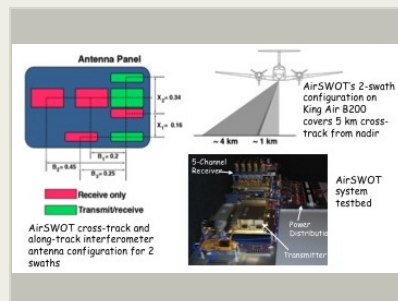 Antenna Panel
X₂=0.34
X₁=0.16
B₁=0.2
B₂=0.45
=0.25
Receive only
Transmit/receive
AirSWOT cross-track and
along-track interferometer
antenna configuration for 2
swaths
AirSWOT's 2-swath
configuration on
King Air B200
covers 5 km cross-
track from nadir
~ 4 km
~ 1 km
5-Channel
Receiver
Power
Distributi
Transmitter
AirSWOT
system
testbed